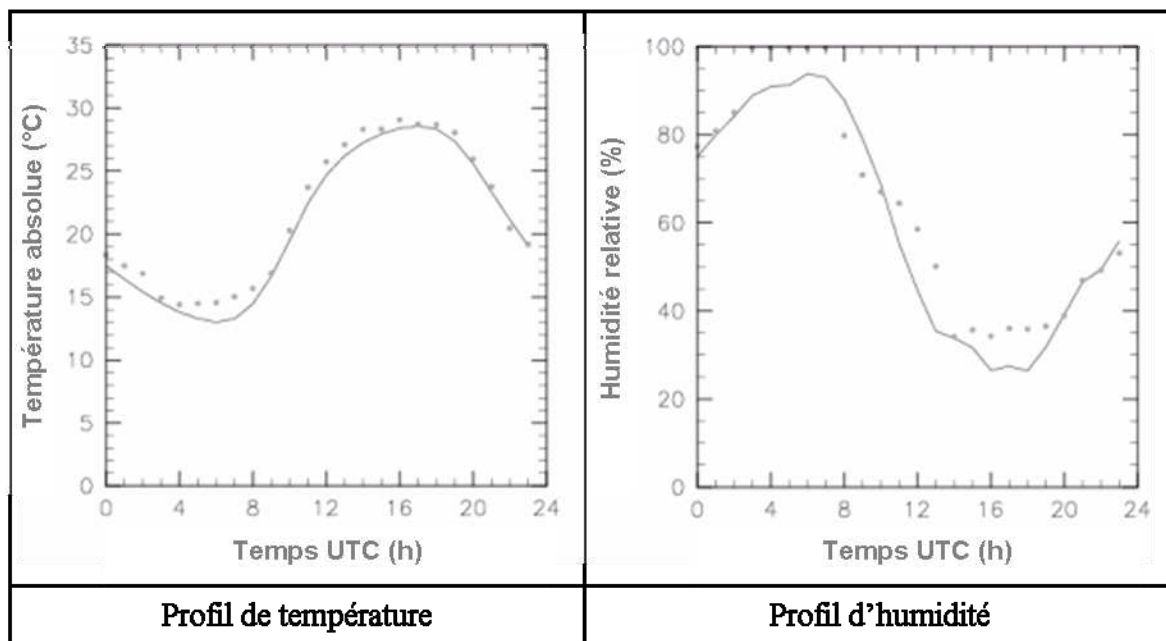 35
30
25
20
15
10
5
0
Température absolue (°C)
0 4 8 12 16 20 24
Temps UTC (h)
100
80
60
40
20
0
Humidité relative (%)
0 4 8 12 16 20 24
Temps UTC (h)
Profil de température
Profil d'humidité